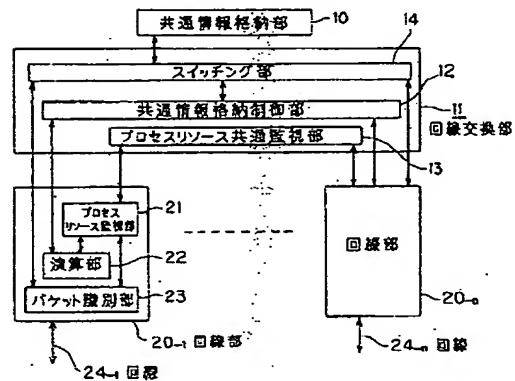 共通情報格納部
10
14
スイッチング部
12
共通情報格納制御部
11
回線交換部
プロセスリソース共通監視部
13
21
プロセス
リソース監視部
22
演算部
23
パケット識別部
20-1 回線部
24-1 回線
回線部
20-n
24-n 回線